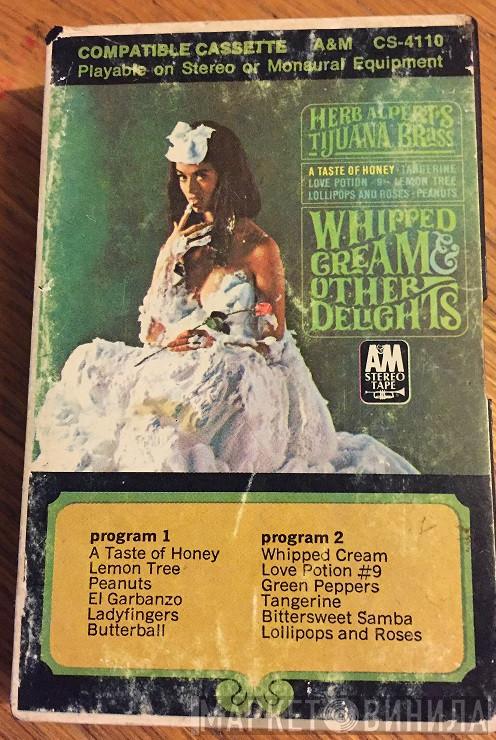 COMPATIBLE CASSETTE A&M CS-4110
Playable on Stereo or Monaural Equipment
HERB ALPERT'S
TIJUANA BRASS
A TASTE OF HONEY · TANGERINE
LOVE POTION #9 · LEMON TREE
LOLLIPOPS AND ROSES · PEANUTS
WHIPPED
CREAM &
OTHER
DELIGHTS
A&M
STEREO
TAPE
program 1
A Taste of Honey
Lemon Tree
Peanuts
El Garbanzo
Ladyfingers
Butterball
program 2
Whipped Cream
Love Potion #9
Green Peppers
Tangerine
Bittersweet Samba
Lollipops and Roses
МАРКЕТ ВИНИЛА